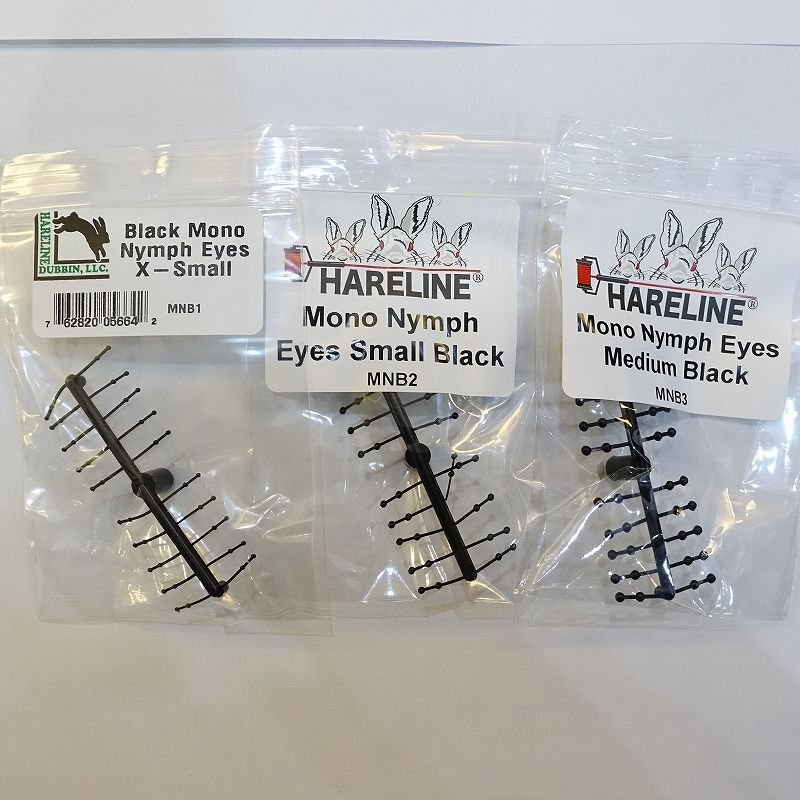 HARELINE
DUBBIN, LLC.
Black Mono
Nymph Eyes
X-Small
7 62820 05664 2
MNB1
HARELINE®
Mono Nymph
Eyes Small Black
MNB2
HARELINE®
Mono Nymph Eyes
Medium Black
MNB3